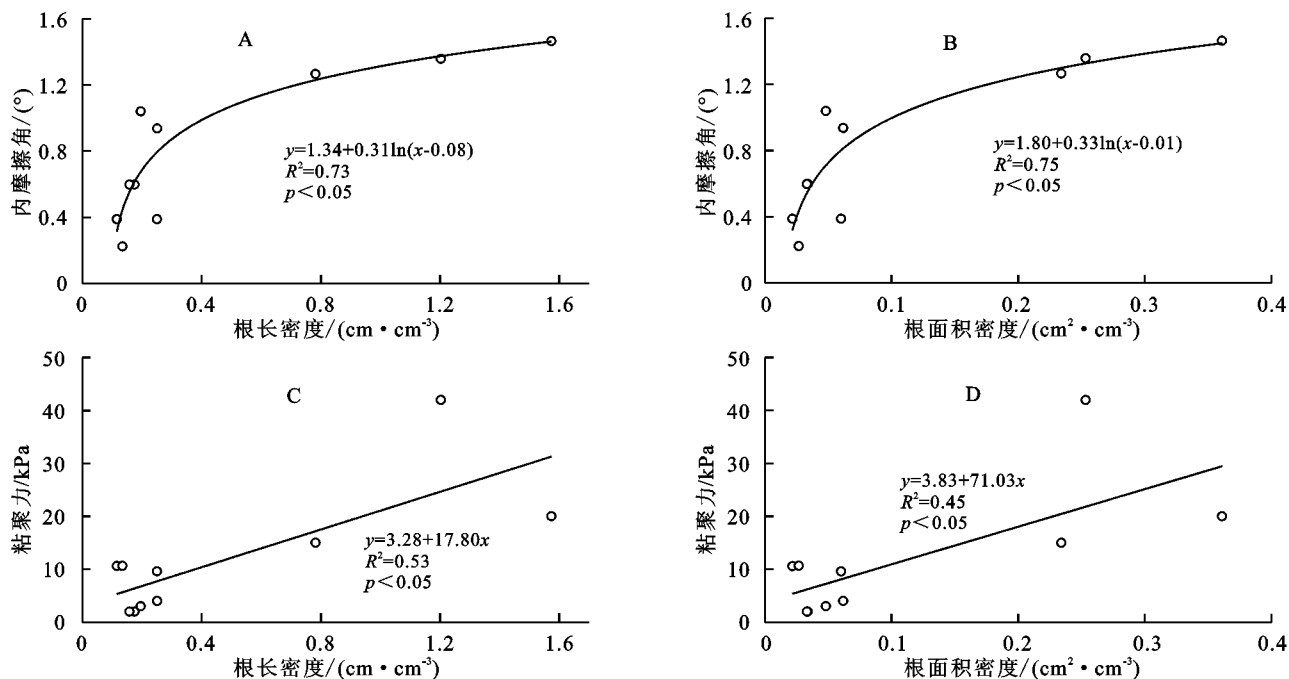 A
内摩擦角/(°)
1.6
1.2
0.8
0.4
0
y=1.34+0.31ln(x-0.08)
R²=0.73
p＜0.05
0 0.4 0.8 1.2 1.6
根长密度/(cm·cm⁻³)
B
内摩擦角/(°)
1.6
1.2
0.8
0.4
0
y=1.80+0.33ln(x-0.01)
R²=0.75
p＜0.05
0 0.1 0.2 0.3 0.4
根面积密度/(cm²·cm⁻³)
C
粘聚力/kPa
50
40
30
20
10
0
y=3.28+17.80x
R²=0.53
p＜0.05
0 0.4 0.8 1.2 1.6
根长密度/(cm·cm⁻³)
D
粘聚力/kPa
50
40
30
20
10
0
y=3.83+71.03x
R²=0.45
p＜0.05
0 0.1 0.2 0.3 0.4
根面积密度/(cm²·cm⁻³)